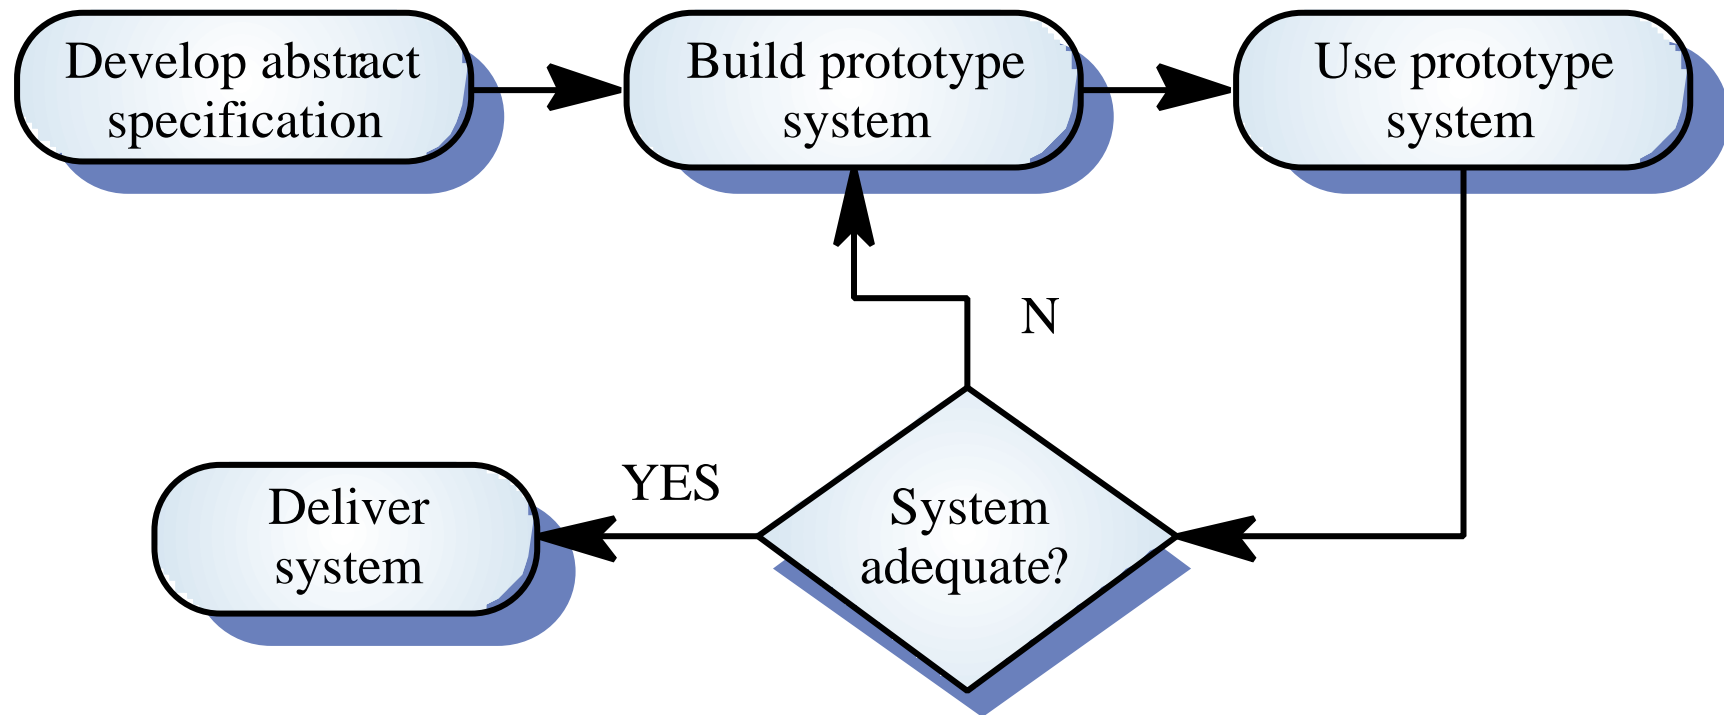 Develop abstract
specification
Build prototype
system
Use prototype
system
N
YES
Deliver
system
System
adequate?